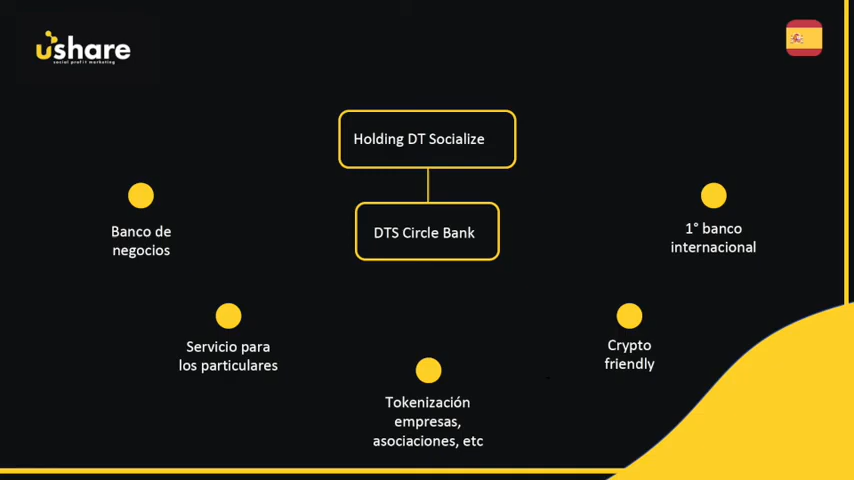 ushare
social profit marketing
Holding DT Socialize
DTS Circle Bank
Banco de
negocios
1° banco
internacional
Servicio para
los particulares
Crypto
friendly
Tokenización
empresas,
asociaciones, etc